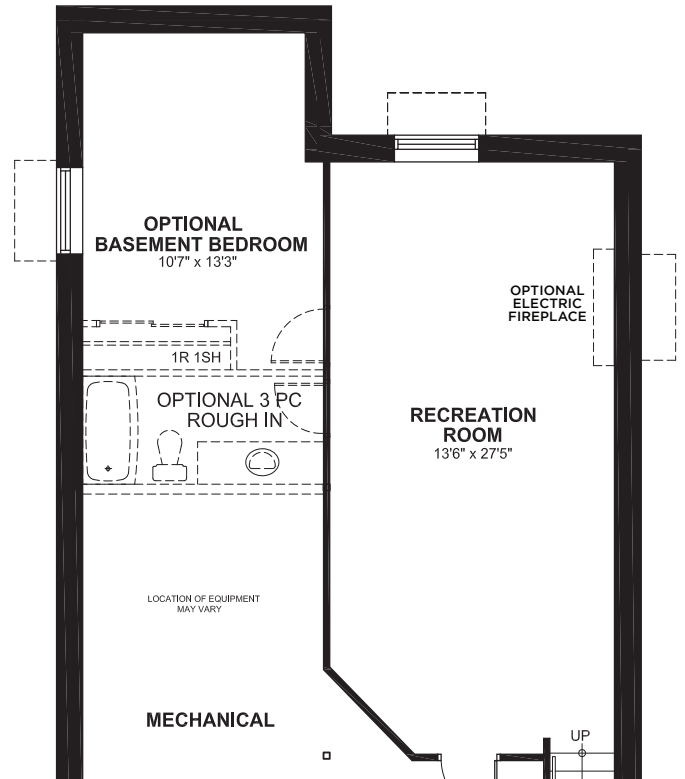 OPTIONAL
BASEMENT BEDROOM
10'7" x 13'3"
OPTIONAL
ELECTRIC
FIREPLACE
1R 1SH
OPTIONAL 3 PC
ROUGH IN
RECREATION
ROOM
13'6" x 27'5"
LOCATION OF EQUIPMENT
MAY VARY
MECHANICAL
UP